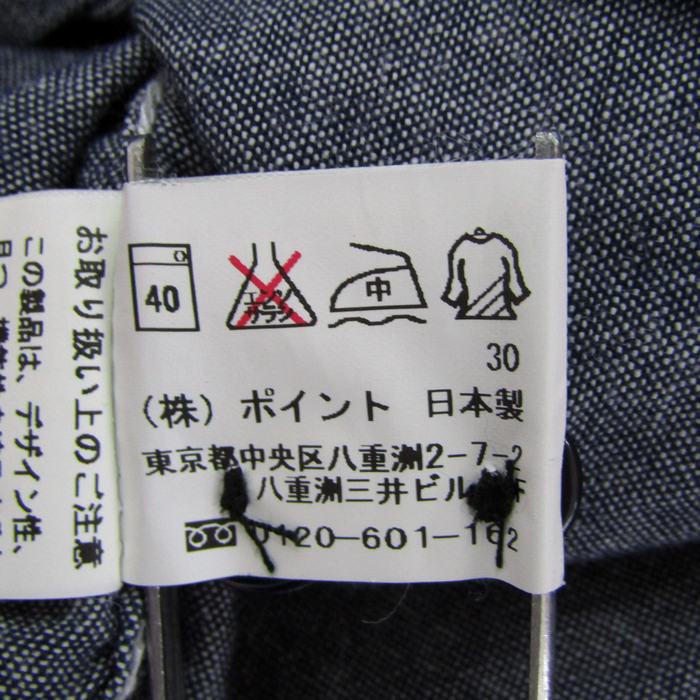 40
エンソ
サラシ
中
30
(株) ポイント 日本製
東京都中央区八重洲2-7-2
八重洲三井ビル
0120-601-162
お取り扱い上のご注意
この製品は、デザイン性、